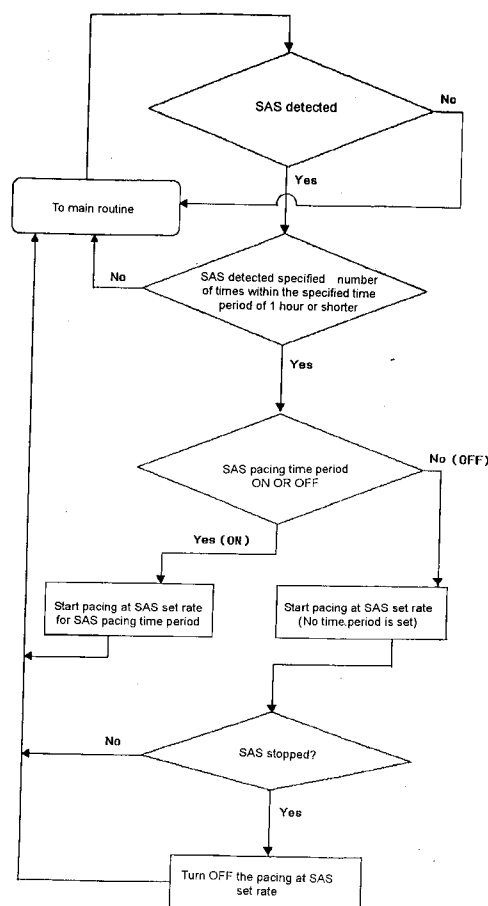 SAS detected
No
Yes
To main routine
No
SAS detected specified number
of times within the specified time
period of 1 hour or shorter
Yes
SAS pacing time period
ON OR OFF
No (OFF)
Yes (ON)
Start pacing at SAS set rate
for SAS pacing time period
Start pacing at SAS set rate
(No time.period is set)
No
SAS stopped?
Yes
Turn OFF the pacing at SAS
set rate